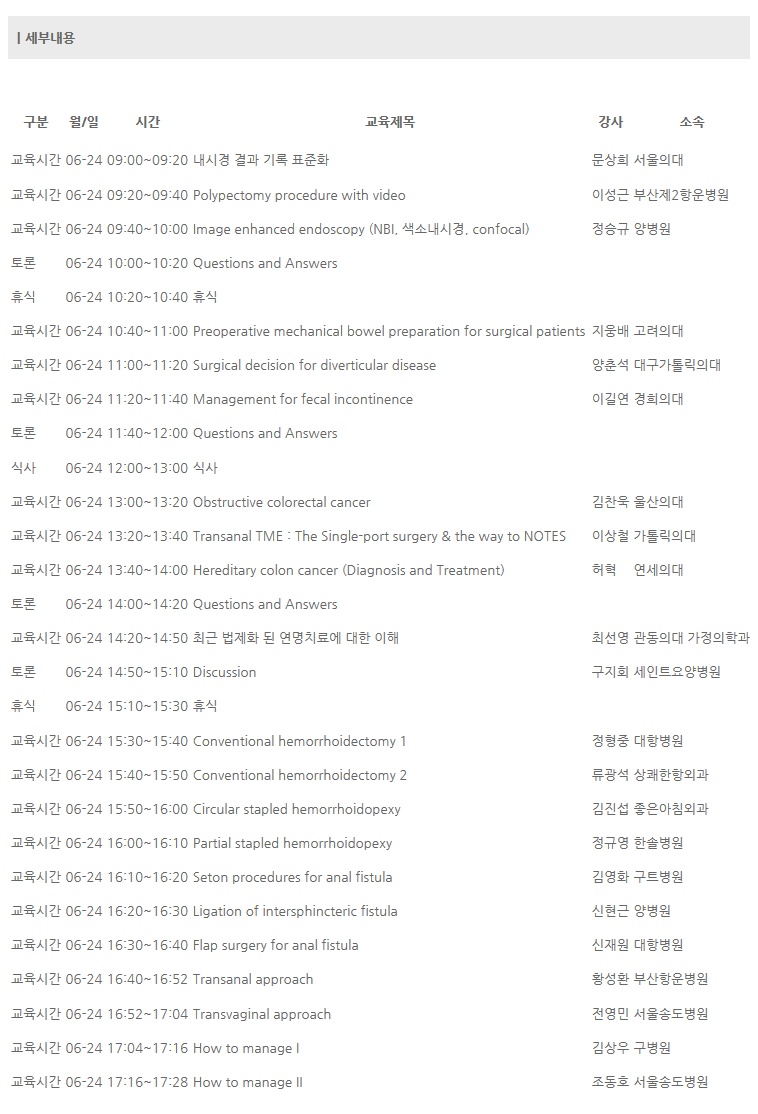 | 세부내용
구분 월/일 시간 교육제목 강사 소속
교육시간 06-24 09:00~09:20 내시경 결과 기록 표준화 문상희 서울의대
교육시간 06-24 09:20~09:40 Polypectomy procedure with video 이성근 부산제2항운병원
교육시간 06-24 09:40~10:00 Image enhanced endoscopy (NBI, 색소내시경, confocal) 정승규 양병원
토론 06-24 10:00~10:20 Questions and Answers
휴식 06-24 10:20~10:40 휴식
교육시간 06-24 10:40~11:00 Preoperative mechanical bowel preparation for surgical patients 지웅배 고려의대
교육시간 06-24 11:00~11:20 Surgical decision for diverticular disease 양춘석 대구가톨릭의대
교육시간 06-24 11:20~11:40 Management for fecal incontinence 이길연 경희의대
토론 06-24 11:40~12:00 Questions and Answers
식사 06-24 12:00~13:00 식사
교육시간 06-24 13:00~13:20 Obstructive colorectal cancer 김찬욱 울산의대
교육시간 06-24 13:20~13:40 Transanal TME : The Single-port surgery & the way to NOTES 이상철 가톨릭의대
교육시간 06-24 13:40~14:00 Hereditary colon cancer (Diagnosis and Treatment) 허혁 연세의대
토론 06-24 14:00~14:20 Questions and Answers
교육시간 06-24 14:20~14:50 최근 법제화 된 연명치료에 대한 이해 최선영 관동의대 가정의학과
토론 06-24 14:50~15:10 Discussion 구지회 세인트요양병원
휴식 06-24 15:10~15:30 휴식
교육시간 06-24 15:30~15:40 Conventional hemorrhoidectomy 1 정형중 대항병원
교육시간 06-24 15:40~15:50 Conventional hemorrhoidectomy 2 류광석 상쾌한항외과
교육시간 06-24 15:50~16:00 Circular stapled hemorrhoidopexy 김진섭 좋은아침외과
교육시간 06-24 16:00~16:10 Partial stapled hemorrhoidopexy 정규영 한솔병원
교육시간 06-24 16:10~16:20 Seton procedures for anal fistula 김영화 구트병원
교육시간 06-24 16:20~16:30 Ligation of intersphincteric fistula 신현근 양병원
교육시간 06-24 16:30~16:40 Flap surgery for anal fistula 신재원 대항병원
교육시간 06-24 16:40~16:52 Transanal approach 황성환 부산항운병원
교육시간 06-24 16:52~17:04 Transvaginal approach 전영민 서울송도병원
교육시간 06-24 17:04~17:16 How to manage I 김상우 구병원
교육시간 06-24 17:16~17:28 How to manage II 조동호 서울송도병원